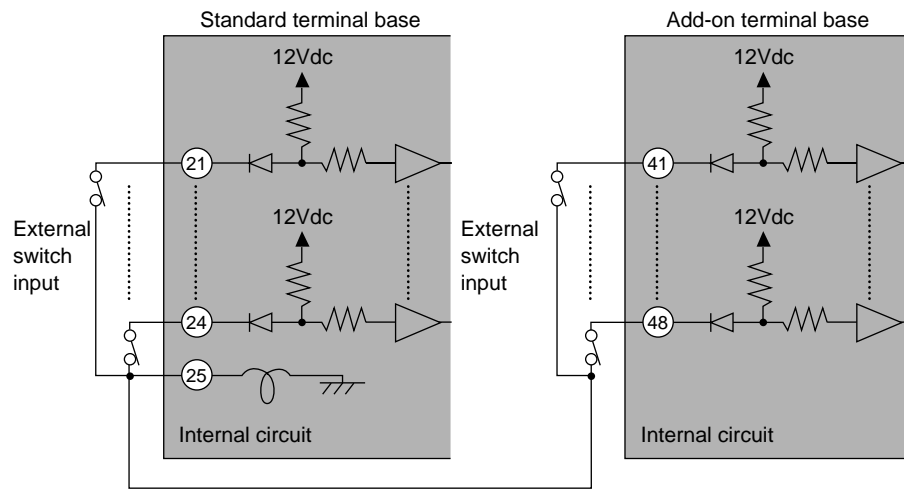 Standard terminal base
Add-on terminal base
12Vdc
12Vdc
21
41
External
switch
input
12Vdc
External
switch
input
12Vdc
24
48
25
Internal circuit
Internal circuit